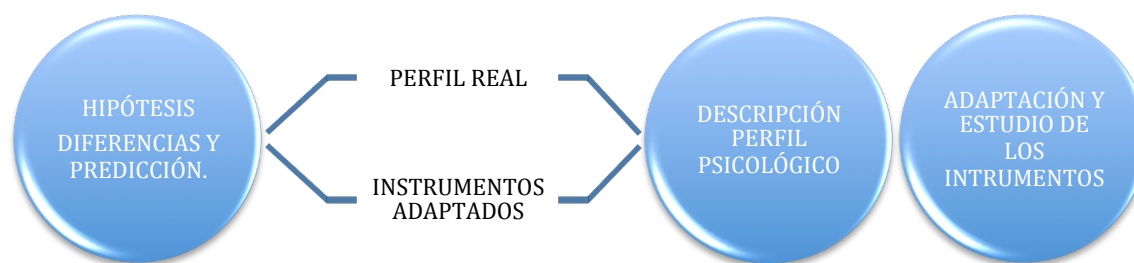 HIPÓTESIS
DIFERENCIAS Y
PREDICCIÓN.
PERFIL REAL
INSTRUMENTOS
ADAPTADOS
DESCRIPCIÓN
PERFIL
PSICOLÓGICO
ADAPTACIÓN Y
ESTUDIO DE
LOS
INTRUMENTOS